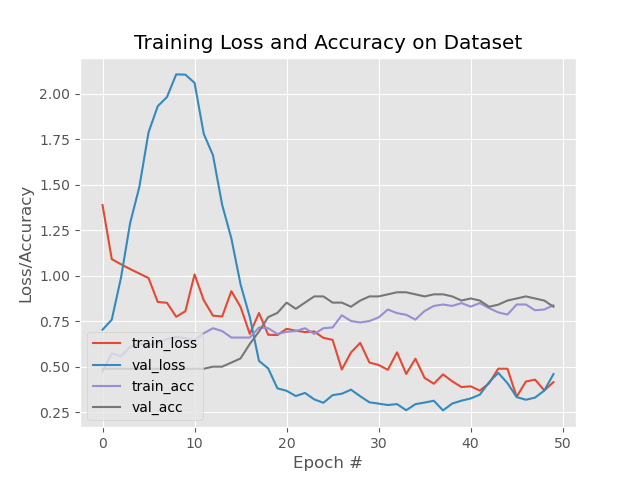 Training Loss and Accuracy on Dataset
Loss/Accuracy
2.00
1.75
1.50
1.25
1.00
0.75
0.50
0.25
train_loss
val_loss
train_acc
val_acc
0 10 20 30 40 50
Epoch #